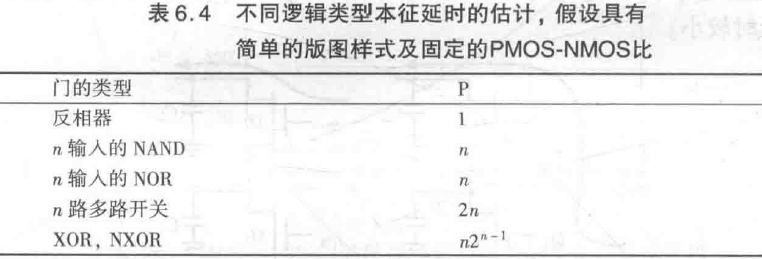 表6.4 不同逻辑类型本征延时的估计，假设具有
简单的版图样式及固定的PMOS-NMOS比
门的类型 P
反相器 1
n 输入的 NAND n
n 输入的 NOR n
n 路多路开关 2n
XOR, NXOR n2ⁿ⁻¹